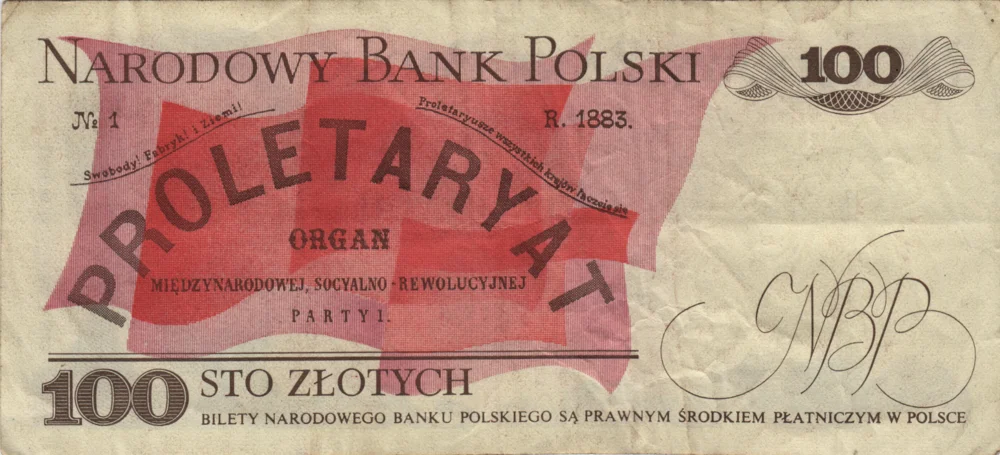 NARODOWY BANK POLSKI
100
№ 1
R. 1883.
Swobody! Fabryk! i Ziemi!
Proletaryusze wszystkich krajów łączcie się
PROLETARYAT
ORGAN
MIĘDZYNARODOWEJ, SOCYALNO - REWOLUCYJNEJ
PARTYI.
NBP
100 STO ZŁOTYCH
BILETY NARODOWEGO BANKU POLSKIEGO SĄ PRAWNYM ŚRODKIEM PŁATNICZYM W POLSCE